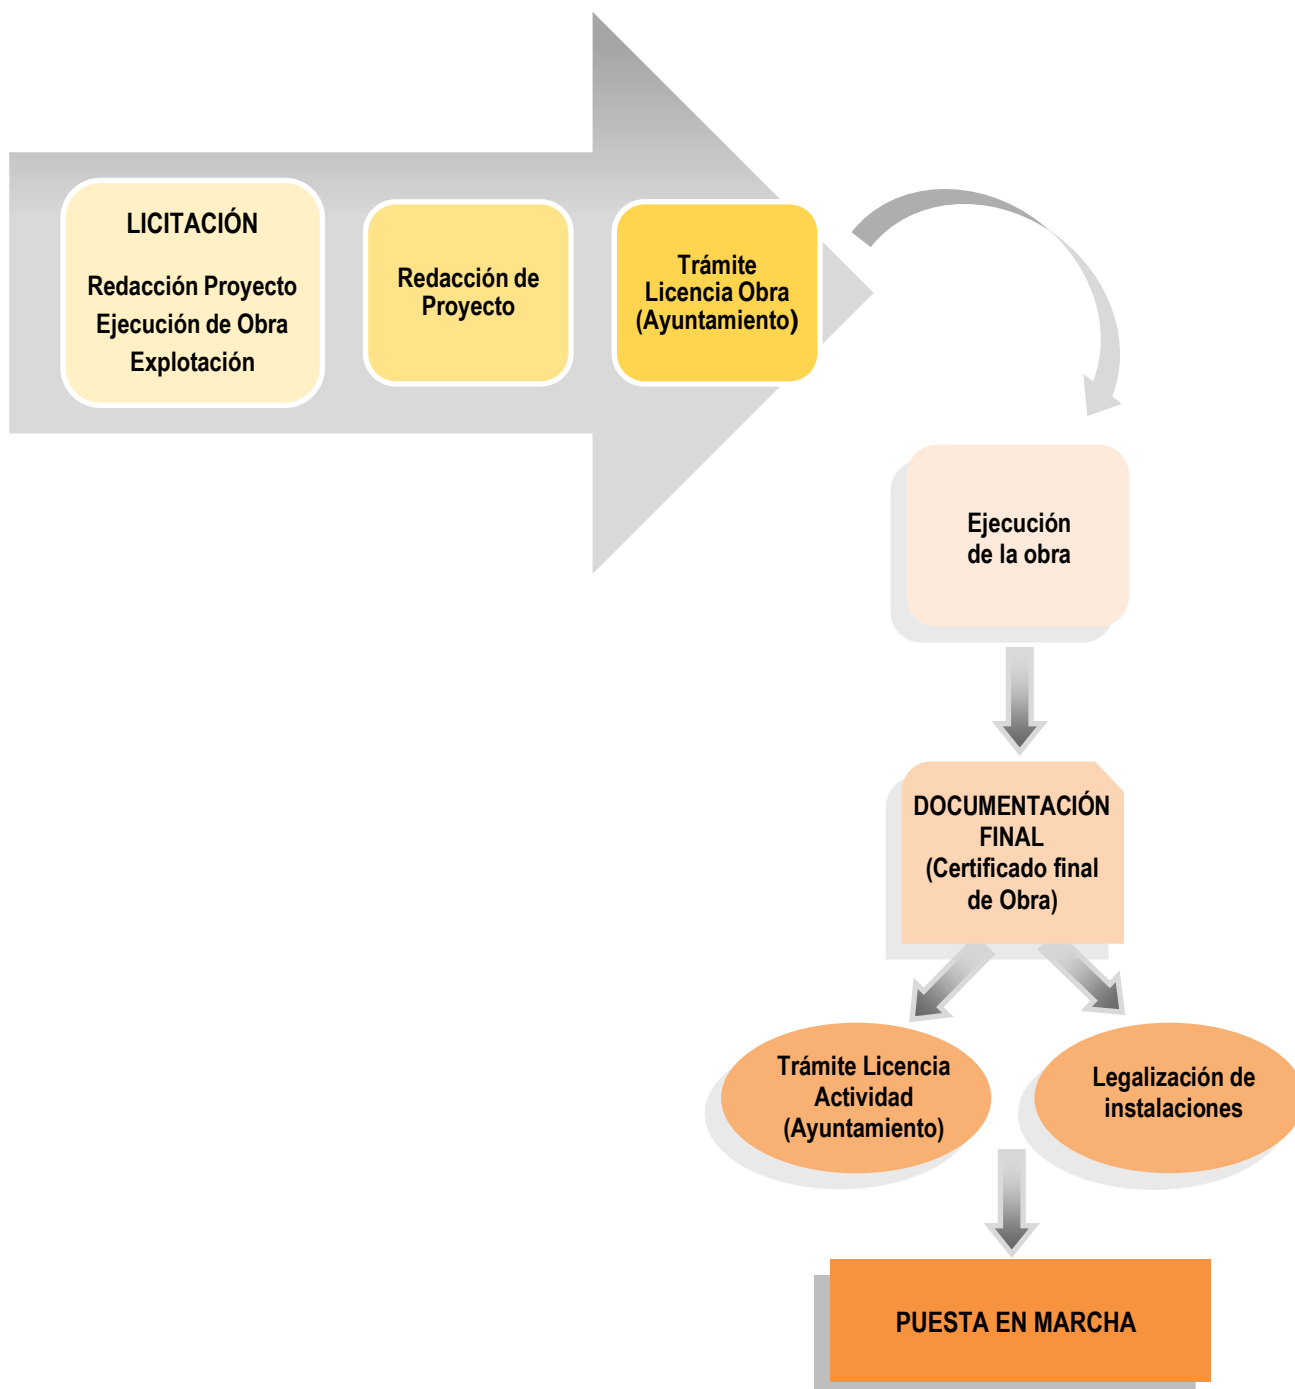 LICITACIÓN
Redacción Proyecto
Ejecución de Obra
Explotación
Redacción de
Proyecto
Trámite
Licencia Obra
(Ayuntamiento)
Ejecución
de la obra
DOCUMENTACIÓN
FINAL
(Certificado final
de Obra)
Trámite Licencia
Actividad
(Ayuntamiento)
Legalización de
instalaciones
PUESTA EN MARCHA